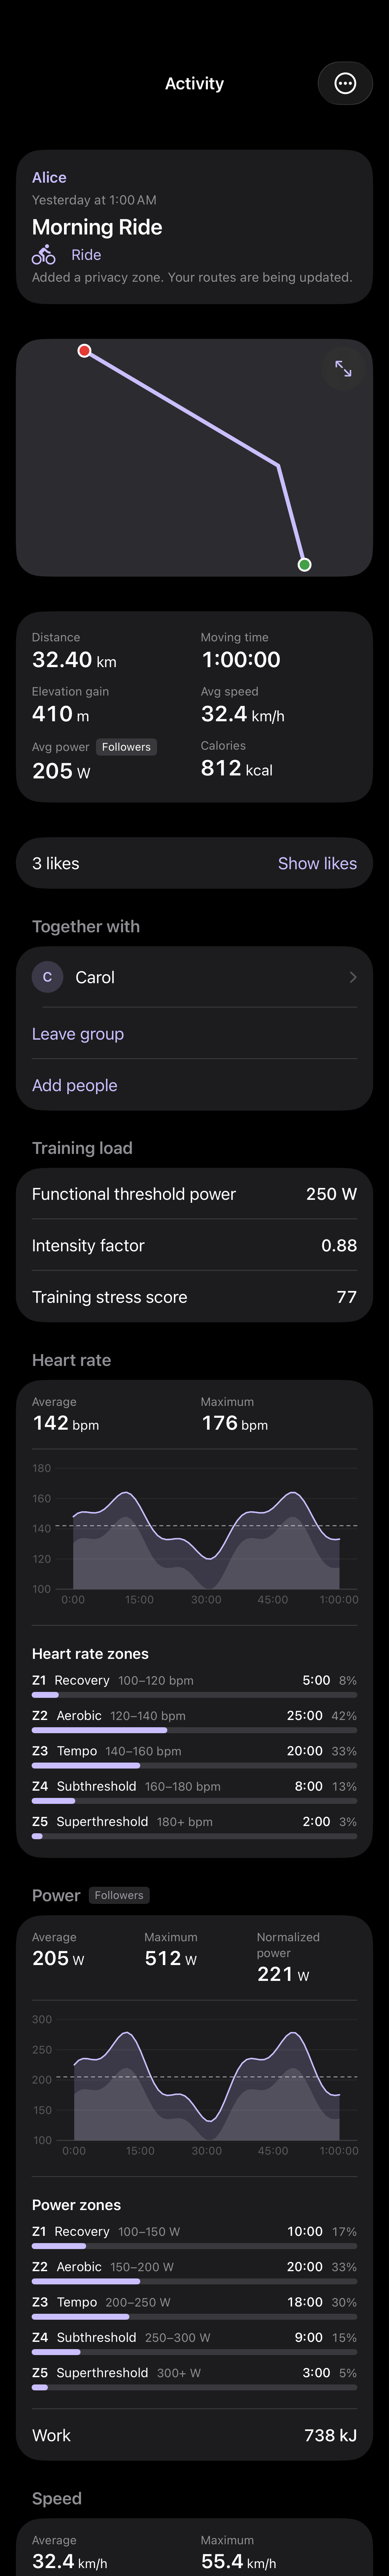 Activity
Alice
Yesterday at 1:00 AM
Morning Ride
Ride
Added a privacy zone. Your routes are being updated.
Distance
32.40 km
Moving time
1:00:00
Elevation gain
410 m
Avg speed
32.4 km/h
Avg power Followers
205 W
Calories
812 kcal
3 likes
Show likes
Together with
C Carol
Leave group
Add people
Training load
Functional threshold power 250 W
Intensity factor 0.88
Training stress score 77
Heart rate
Average
142 bpm
Maximum
176 bpm
180
160
140
120
100
0:00 15:00 30:00 45:00 1:00:00
Heart rate zones
Z1 Recovery 100–120 bpm 5:00 8%
Z2 Aerobic 120–140 bpm 25:00 42%
Z3 Tempo 140–160 bpm 20:00 33%
Z4 Subthreshold 160–180 bpm 8:00 13%
Z5 Superthreshold 180+ bpm 2:00 3%
Power Followers
Average
205 W
Maximum
512 W
Normalized
power
221 W
300
250
200
150
100
0:00 15:00 30:00 45:00 1:00:00
Power zones
Z1 Recovery 100–150 W 10:00 17%
Z2 Aerobic 150–200 W 20:00 33%
Z3 Tempo 200–250 W 18:00 30%
Z4 Subthreshold 250–300 W 9:00 15%
Z5 Superthreshold 300+ W 3:00 5%
Work 738 kJ
Speed
Average
32.4 km/h
Maximum
55.4 km/h